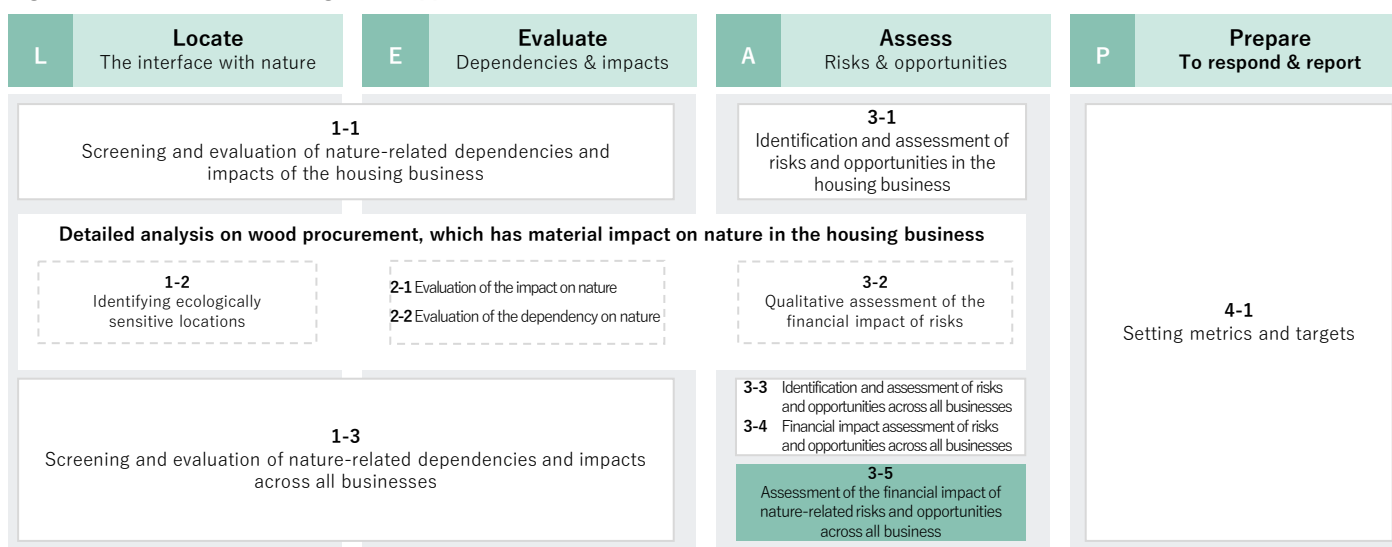 L
Locate
The interface with nature
E
Evaluate
Dependencies & impacts
A
Assess
Risks & opportunities
P
Prepare
To respond & report
1-1
Screening and evaluation of nature-related dependencies and
impacts of the housing business
3-1
Identification and assessment of
risks and opportunities in the
housing business
Detailed analysis on wood procurement, which has material impact on nature in the housing business
1-2
Identifying ecologically
sensitive locations
2-1 Evaluation of the impact on nature
2-2 Evaluation of the dependency on nature
3-2
Qualitative assessment of the
financial impact of risks
4-1
Setting metrics and targets
1-3
Screening and evaluation of nature-related dependencies and impacts
across all businesses
3-3 Identification and assessment of risks
and opportunities across all businesses
3-4 Financial impact assessment of risks
and opportunities across all businesses
3-5
Assessment of the financial impact of
nature-related risks and opportunities
across all business